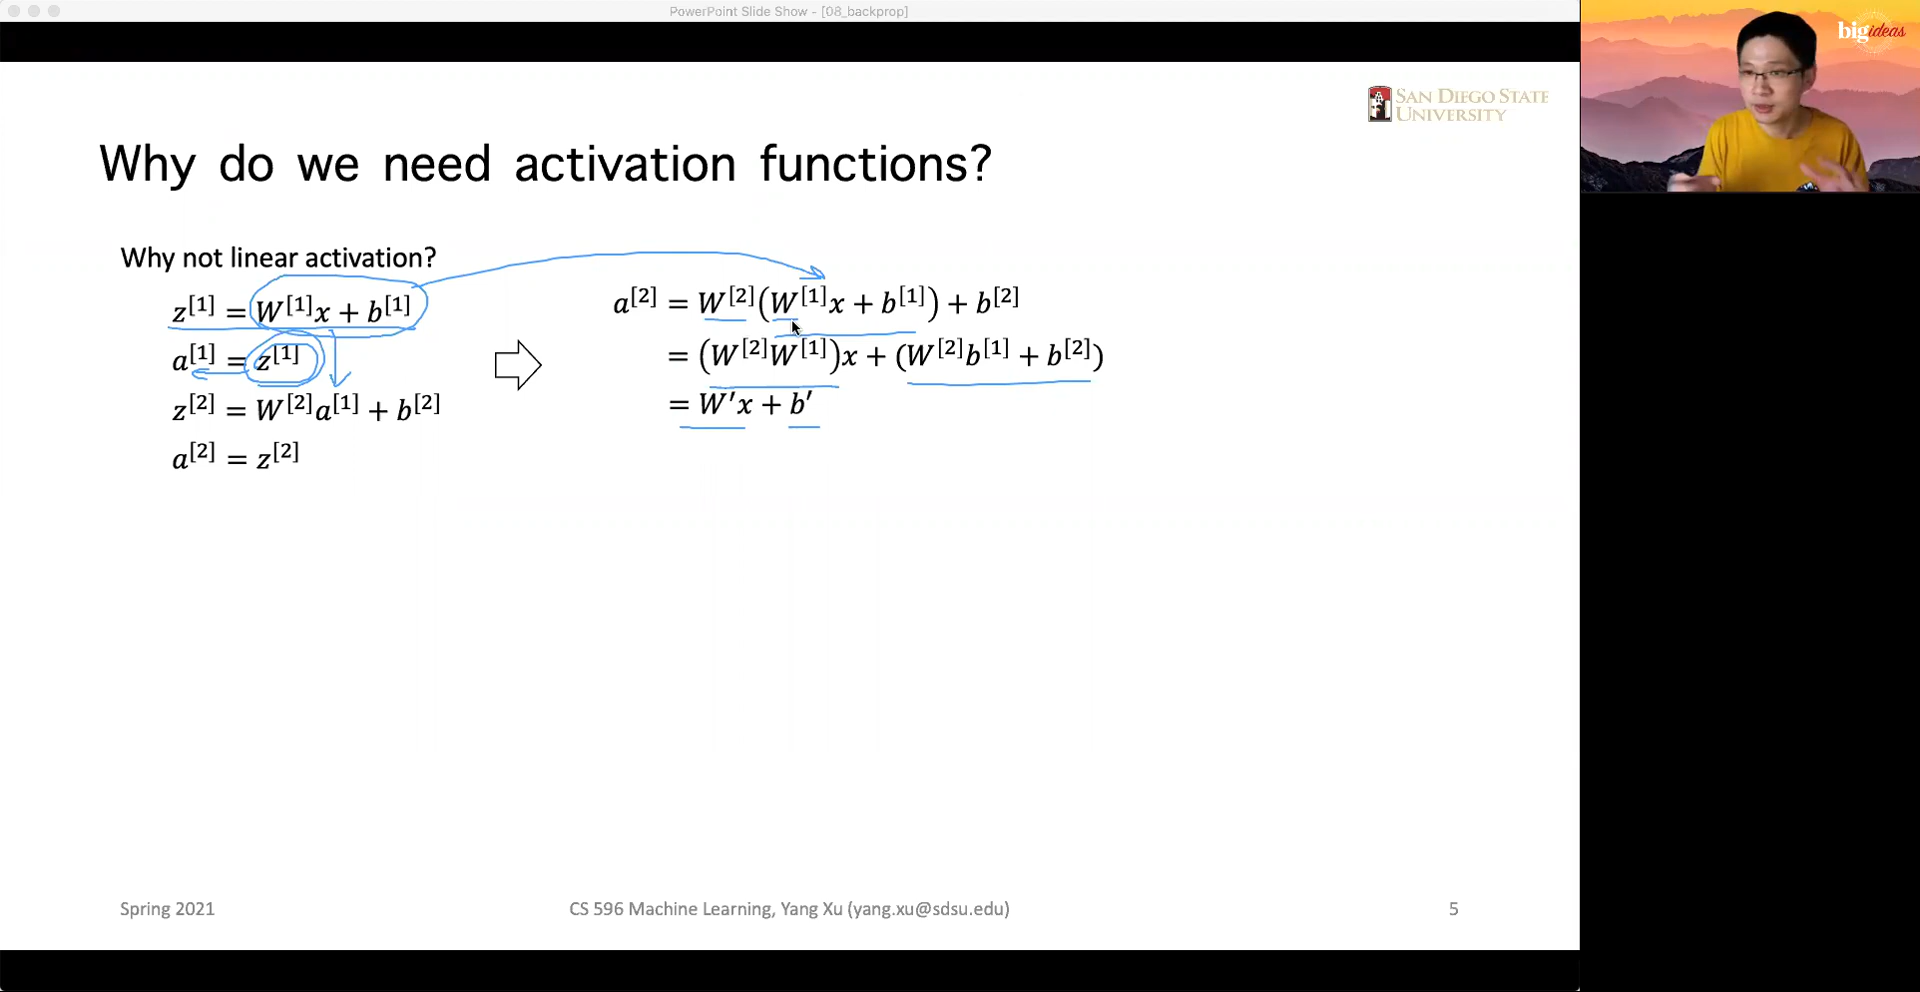 PowerPoint Slide Show - [08_backprop]
big ideas
SAN DIEGO STATE
UNIVERSITY
Why do we need activation functions?
Why not linear activation?
z^[1] = W^[1]x + b^[1]
a^[1] = z^[1]
z^[2] = W^[2]a^[1] + b^[2]
a^[2] = z^[2]
a^[2] = W^[2](W^[1]x + b^[1]) + b^[2]
= (W^[2]W^[1])x + (W^[2]b^[1] + b^[2])
= W′x + b′
Spring 2021
CS 596 Machine Learning, Yang Xu (yang.xu@sdsu.edu)
5